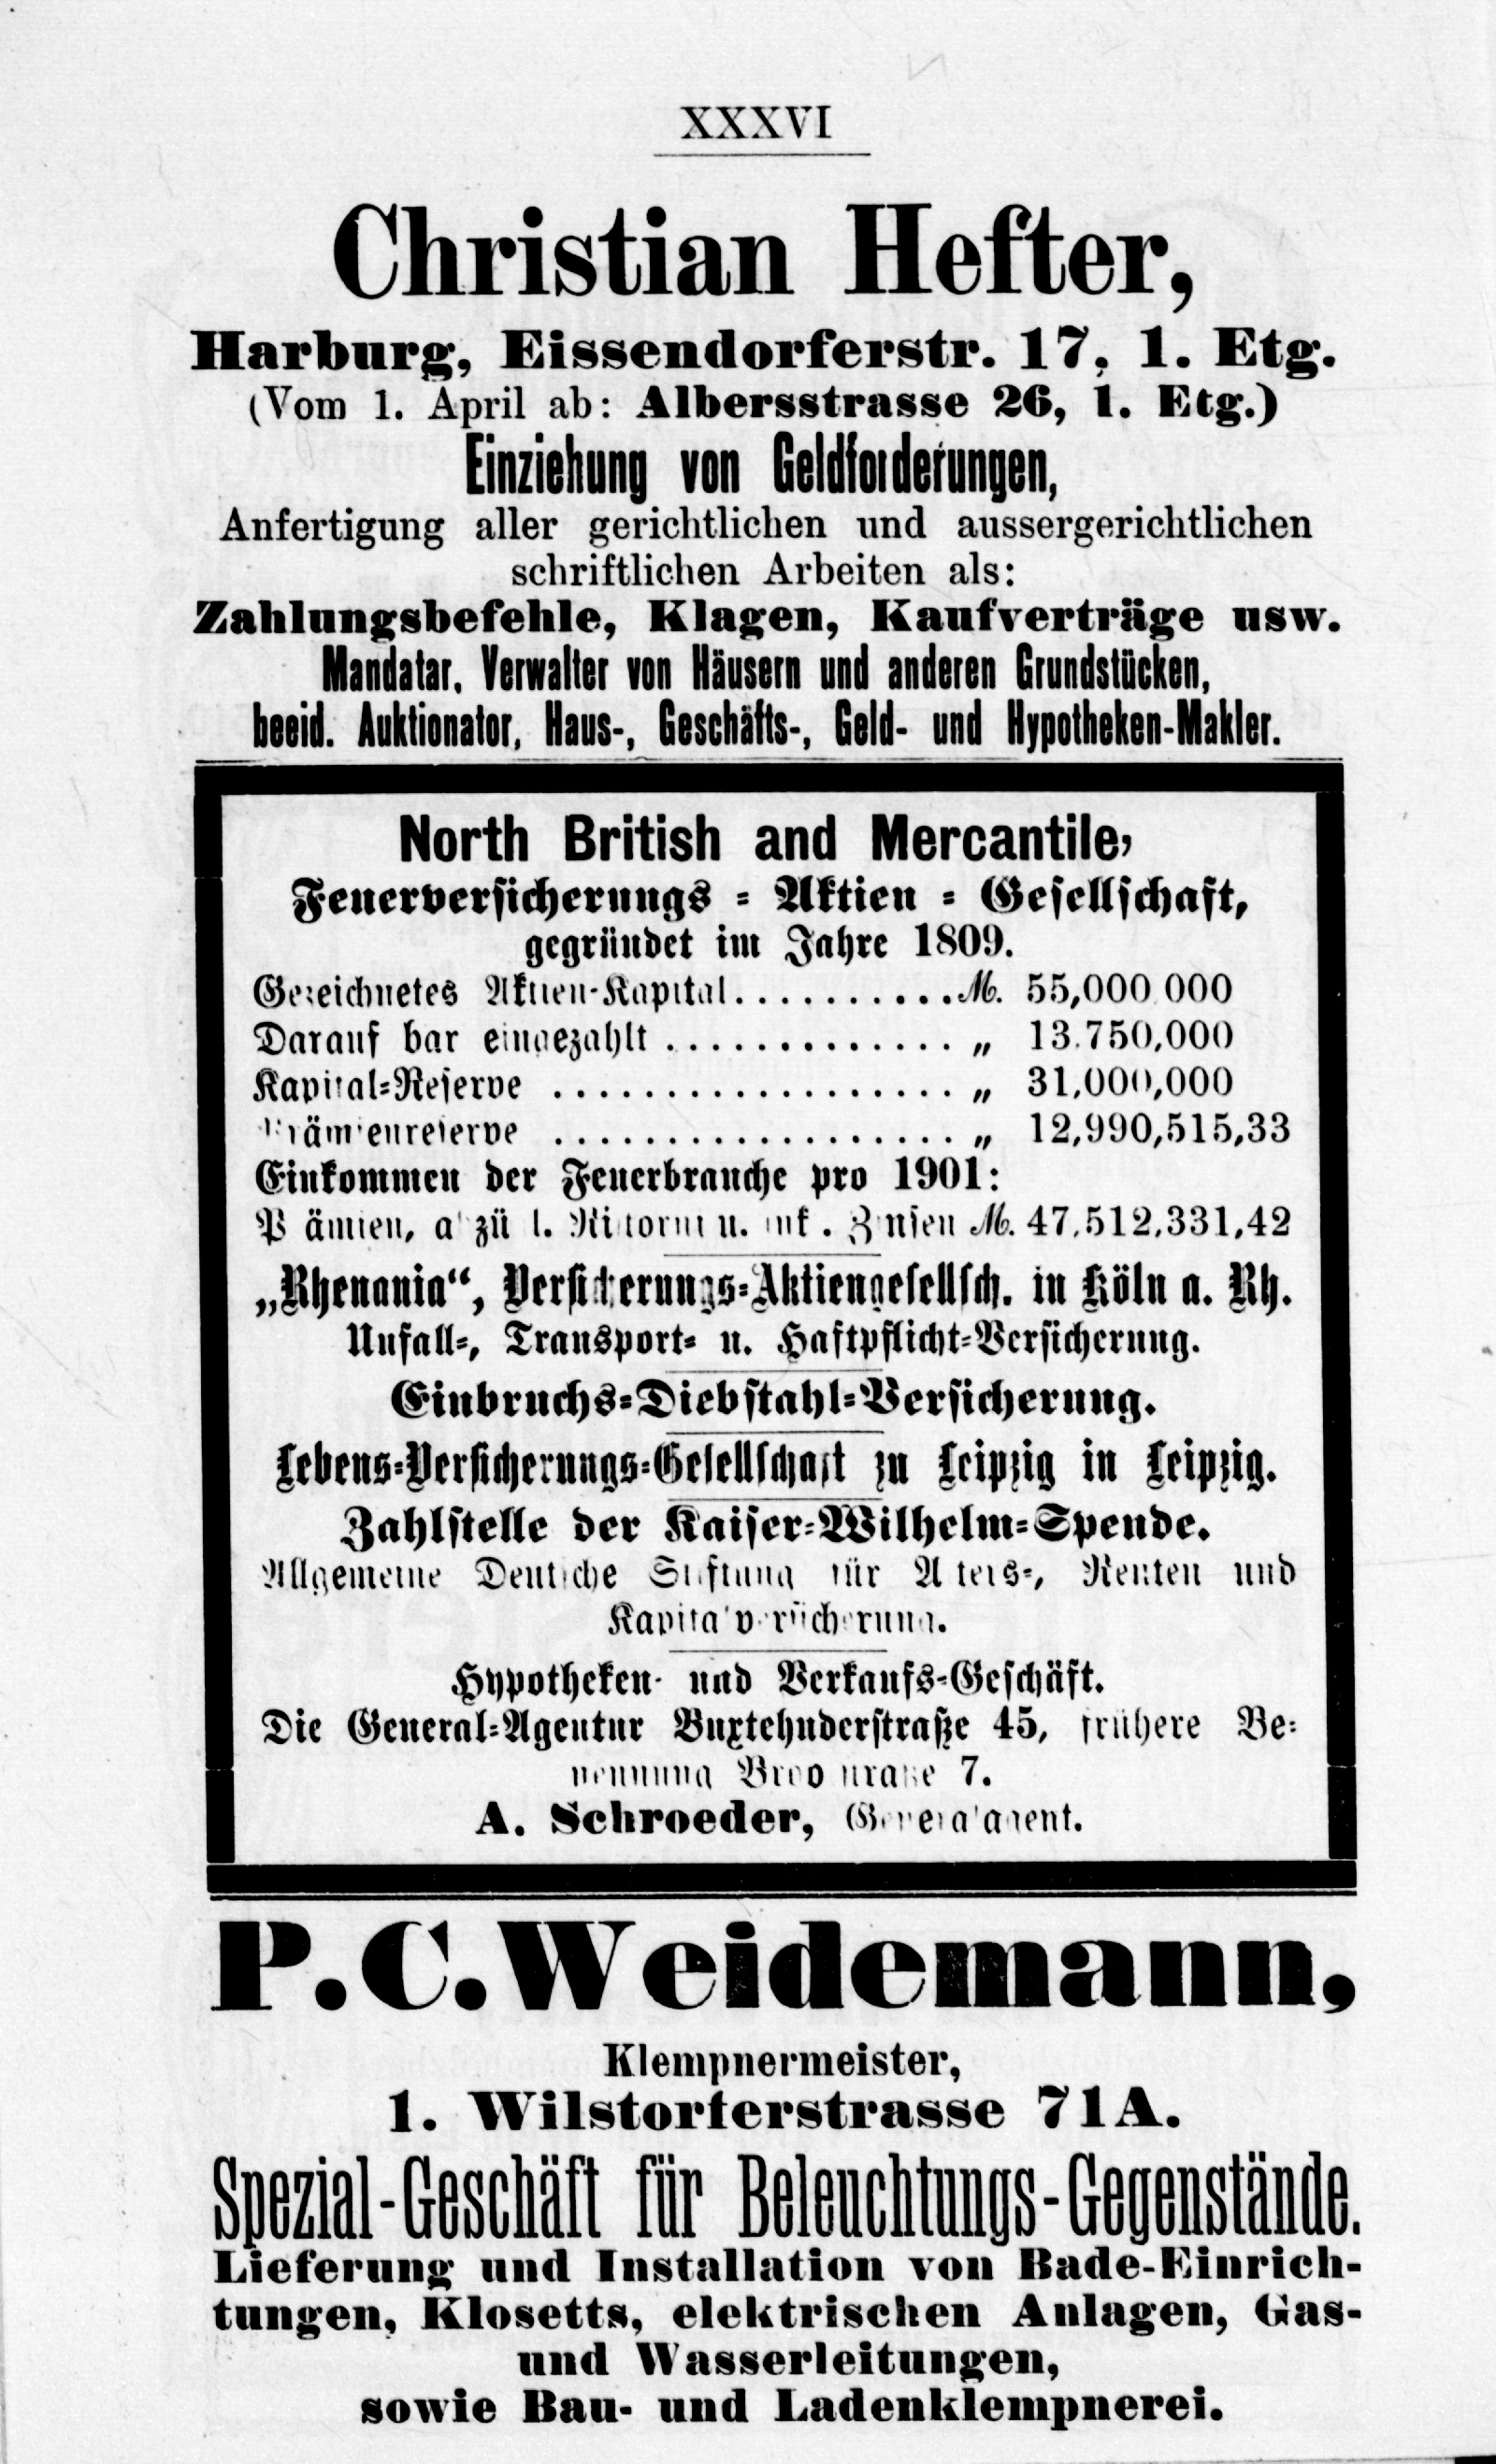 XXXVI
Christian Hefter,
Harburg, Eissendorferstr. 17, 1. Etg.
(Vom 1. April ab: Albersstrasse 26, 1. Etg.)
Einziehung von Geldforderungen,
Anfertigung aller gerichtlichen und aussergerichtlichen
schriftlichen Arbeiten als:
Zahlungsbefehle, Klagen, Kaufverträge usw.
Mandatar, Verwalter von Häusern und anderen Grundstücken,
beeid. Auktionator, Haus-, Geschäfts-, Geld- und Hypotheken-Makler.
North British and Mercantile,
Feuerversicherungs-Aktien-Gesellschaft,
gegründet im Jahre 1809.
Gezeichnetes Aktien-Kapital.......... M. 55,000 000
Darauf bar eingezahlt ............. „ 13.750,000
Kapital-Reserve .................. „ 31,000,000
Prämienreserve .................. „ 12,990,515,33
Einkommen der Feuerbranche pro 1901:
Prämien, u. Zinsen M. 47,512,331,42
„Rhenania“, Versicherungs-Aktiengesellsch. in Köln a. Rh.
Unfall-, Transport- u. Haftpflicht-Versicherung.
Einbruchs-Diebstahl-Versicherung.
Lebens-Versicherungs-Gesellschaft zu Leipzig in Leipzig.
Zahlstelle der Kaiser-Wilhelm-Spende.
Allgemeine Deutsche Stiftung für Alters-, Renten und
Kapitalversicherung.
Hypotheken- und Verkaufs-Geschäft.
Die General-Agentur Buxtehuderstraße 45, frühere Be-
nennung 7.
A. Schroeder, Generalagent.
P. C. Weidemann,
Klempnermeister,
1. Wilstorferstrasse 71A.
Spezial-Geschäft für Beleuchtungs-Gegenstände.
Lieferung und Installation von Bade-Einrich-
tungen, Klosetts, elektrischen Anlagen, Gas-
und Wasserleitungen,
sowie Bau- und Ladenklempnerei.